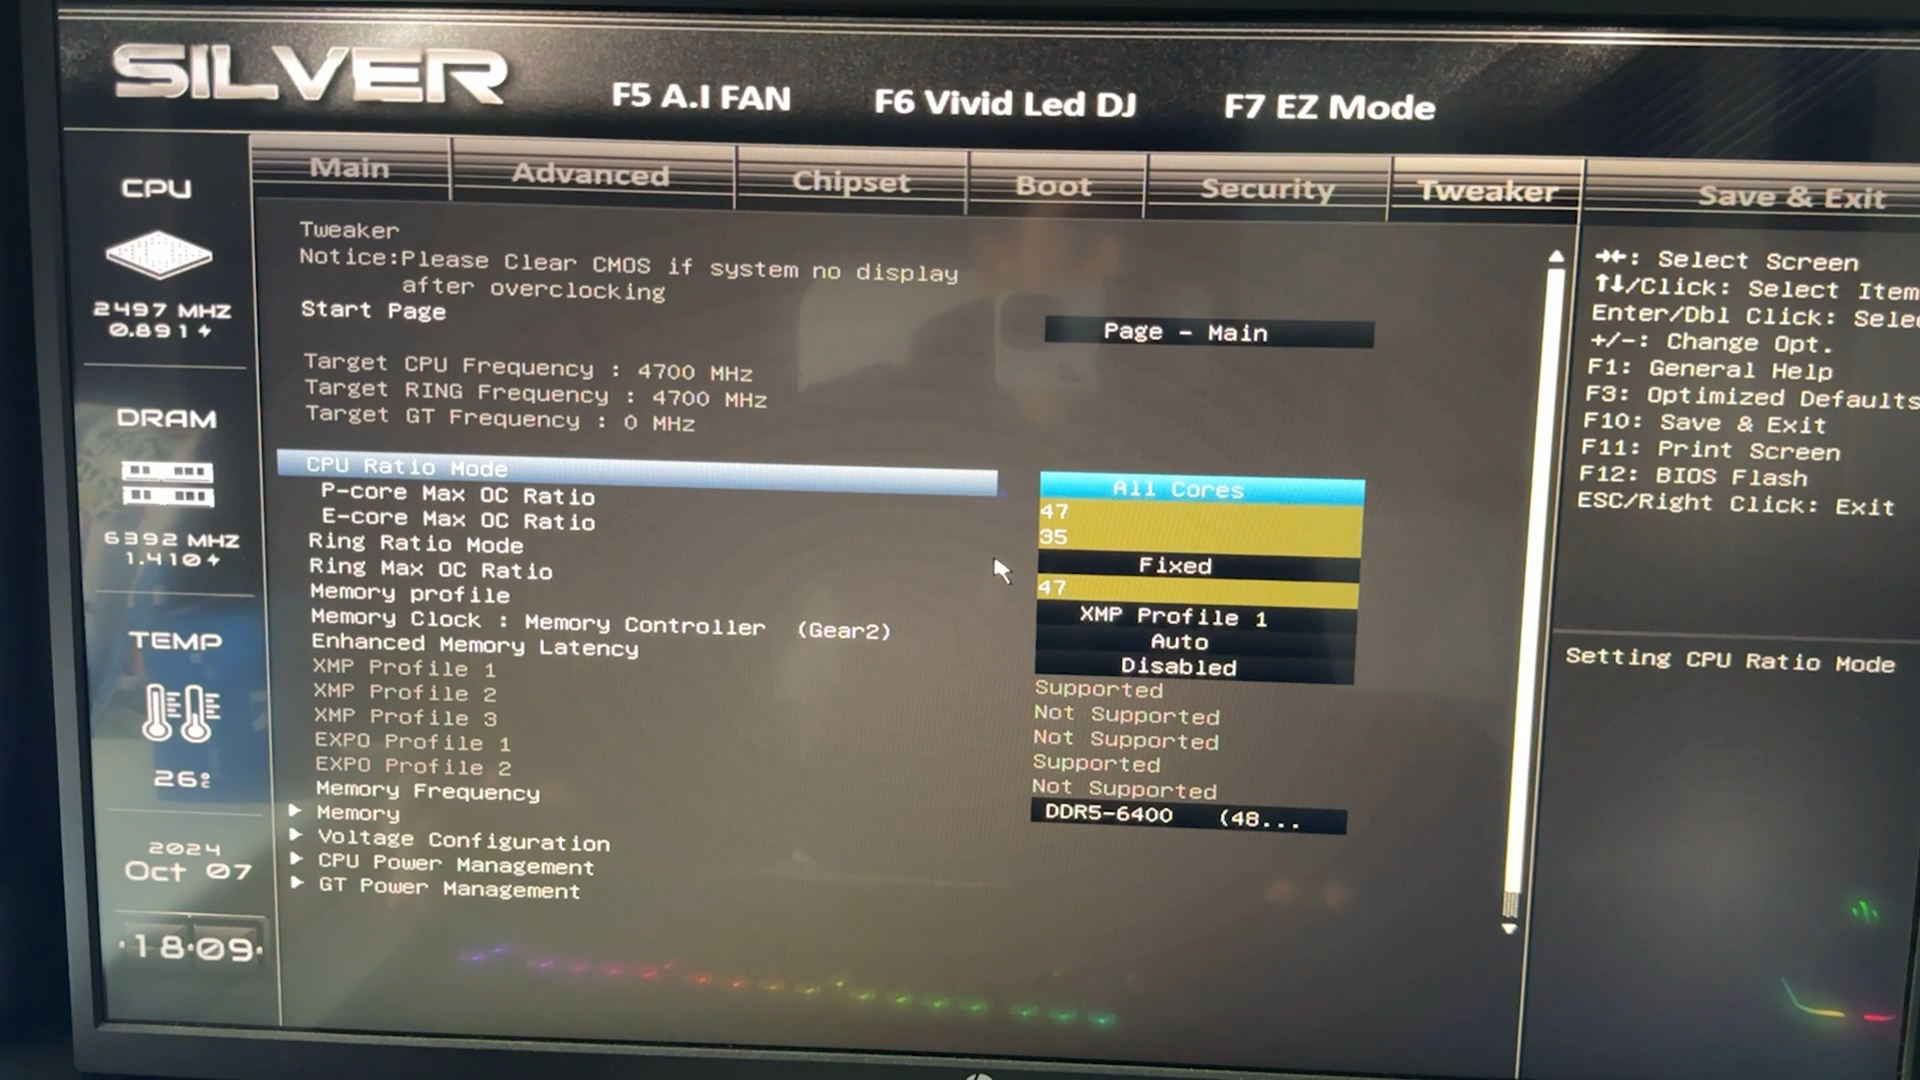 SILVER
F5 A.I FAN F6 Vivid Led DJ F7 EZ Mode
Main Advanced Chipset Boot Security Tweaker Save & Exit
CPU
2497 MHZ
0.891
DRAM
6392 MHZ
1.410
TEMP
26
2024
Oct 07
18:09
Tweaker
Notice:Please Clear CMOS if system no display
after overclocking
Start Page Page - Main
Target CPU Frequency : 4700 MHz
Target RING Frequency : 4700 MHz
Target GT Frequency : 0 MHz
CPU Ratio Mode All Cores
P-core Max OC Ratio 47
E-core Max OC Ratio 35
Ring Ratio Mode Fixed
Ring Max OC Ratio 47
Memory profile XMP Profile 1
Memory Clock : Memory Controller (Gear2) Auto
Enhanced Memory Latency Disabled
XMP Profile 1 Supported
XMP Profile 2 Not Supported
XMP Profile 3 Not Supported
EXPO Profile 1 Supported
EXPO Profile 2 Not Supported
Memory Frequency DDR5-6400 (48...
Memory
Voltage Configuration
CPU Power Management
GT Power Management
→←: Select Screen
↑↓/Click: Select Item
Enter/Dbl Click: Selec
+/-: Change Opt.
F1: General Help
F3: Optimized Defaults
F10: Save & Exit
F11: Print Screen
F12: BIOS Flash
ESC/Right Click: Exit
Setting CPU Ratio Mode